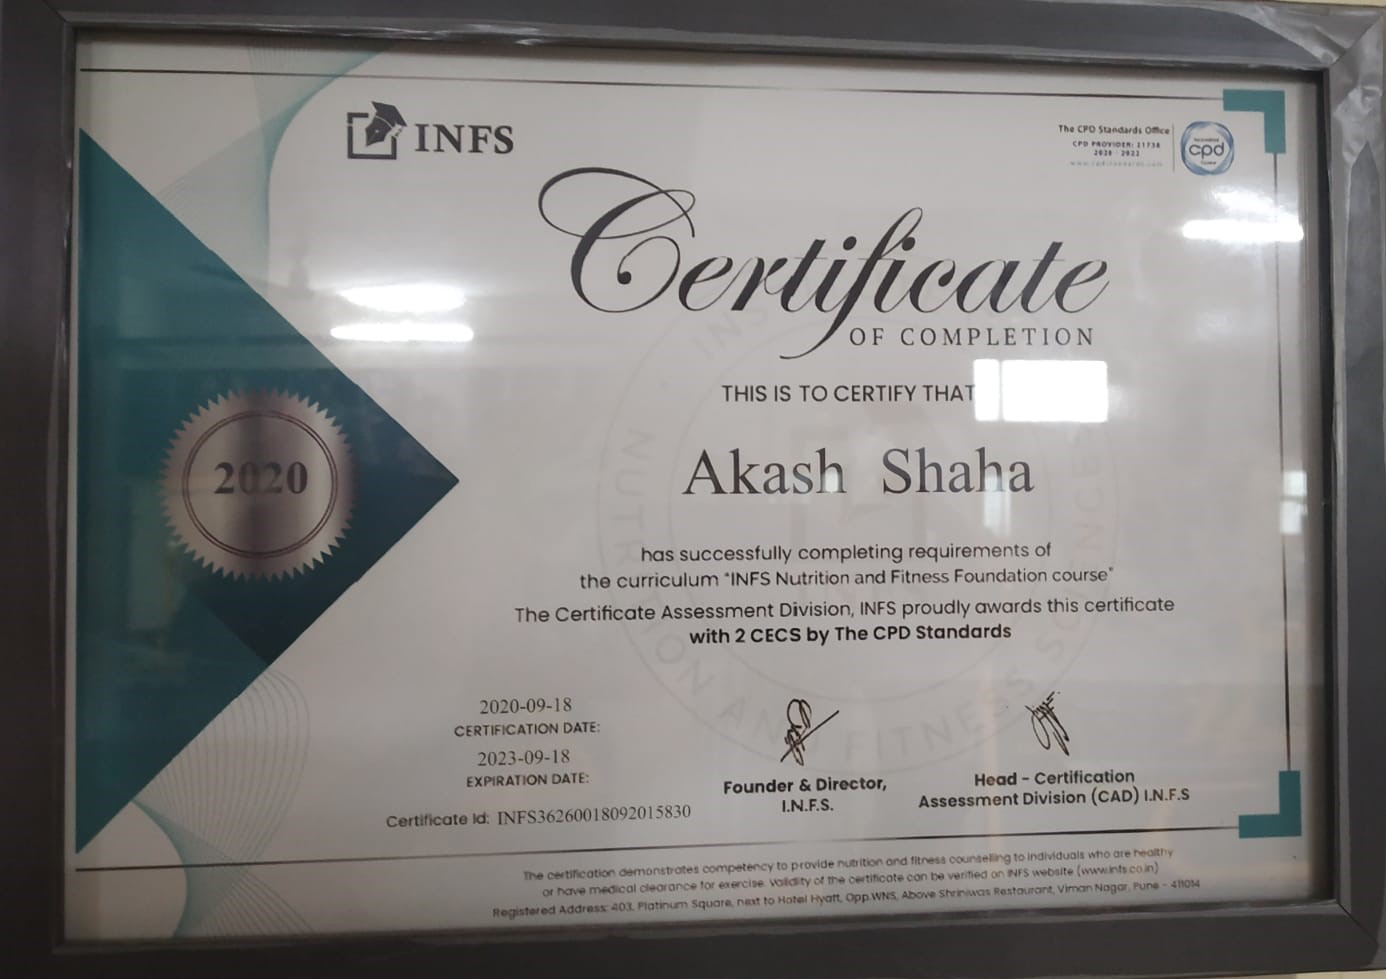 INFS
The CPD Standards Office
CPD PROVIDER: 21738
2020 - 2022
www.cpdstandards.com
cpd
Certificate
OF COMPLETION
THIS IS TO CERTIFY THAT
2020
Akash Shaha
has successfully completing requirements of
the curriculum "INFS Nutrition and Fitness Foundation course"
The Certificate Assessment Division, INFS proudly awards this certificate
with 2 CECS by The CPD Standards
2020-09-18
CERTIFICATION DATE:
2023-09-18
EXPIRATION DATE:
Certificate Id: INFS36260018092015830
Founder & Director,
I.N.F.S.
Head - Certification
Assessment Division (CAD) I.N.F.S
The certification demonstrates competency to provide nutrition and fitness counselling to individuals who are healthy
or have medical clearance for exercise. Validity of the certificate can be verified on INFS website (www.infs.co.in)
Registered Address: 403, Platinum Square, next to Hotel Hyatt, Opp.WNS, Above Shriniwas Restaurant, Viman Nagar, Pune - 411014